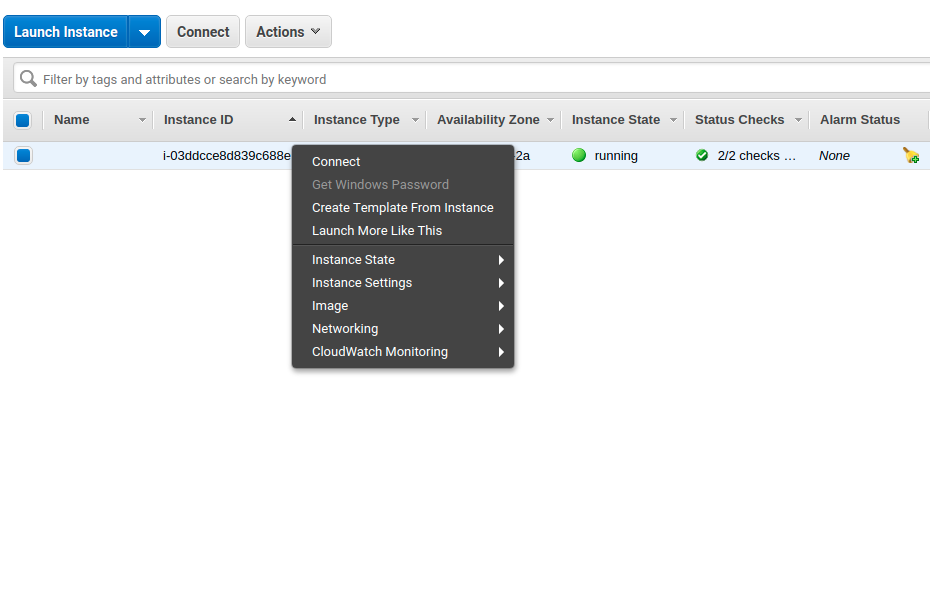 Launch Instance Connect Actions
Filter by tags and attributes or search by keyword
Name Instance ID Instance Type Availability Zone Instance State Status Checks Alarm Status
i-03ddcce8d839c688e 2a running 2/2 checks ... None
Connect
Get Windows Password
Create Template From Instance
Launch More Like This
Instance State
Instance Settings
Image
Networking
CloudWatch Monitoring